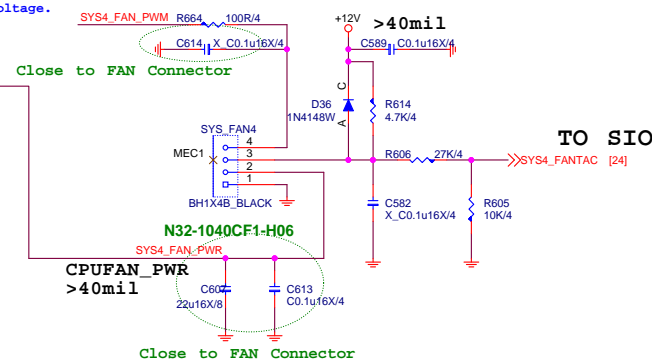 oltage.
SYS4_FAN_PWM
R664
100R/4
+12V
>40mil
C614
X_C0.1u16X/4
C589
C0.1u16X/4
Close to FAN Connector
C
D36
1N4148W
A
R614
4.7K/4
SYS_FAN4
MEC1
4
3
2
1
BH1X4B_BLACK
R606
27K/4
TO SIO
SYS4_FANTAC [24]
C582
X_C0.1u16X/4
R605
10K/4
N32-1040CF1-H06
SYS4_FAN_PWR
CPUFAN_PWR
>40mil
22u16X/8
C613
C0.1u16X/4
Close to FAN Connector